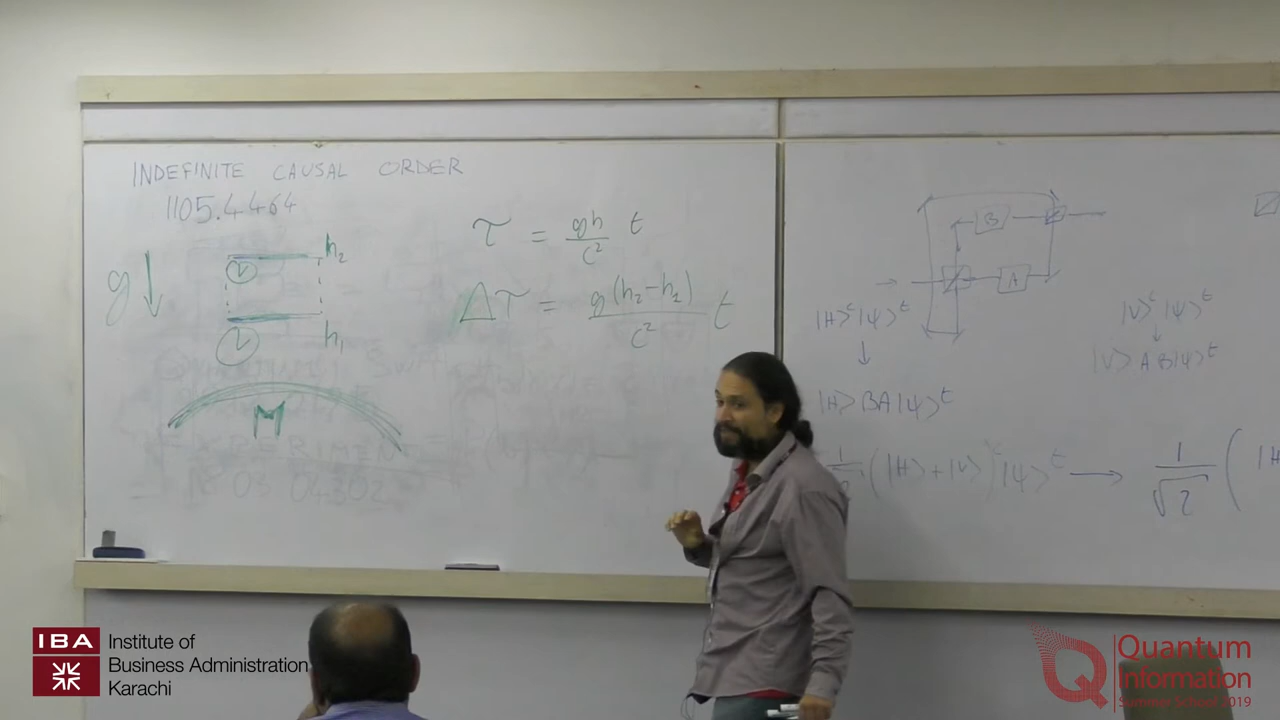 INDEFINITE CAUSAL ORDER
1105.4464
g
h₂
h₁
M
τ = gh/c² t
Δτ = g(h₂-h₁)/c² t
B
A
|H>ᶜ|ψ>ᵗ
|H> BA|ψ>ᵗ
|V>ᶜ|ψ>ᵗ
|V> AB|ψ>ᵗ
(|H>+|V>)ᶜ|ψ>ᵗ → 1/√2 (|H
IBA
Institute of
Business Administration
Karachi
Quantum
Information
Summer School 2019